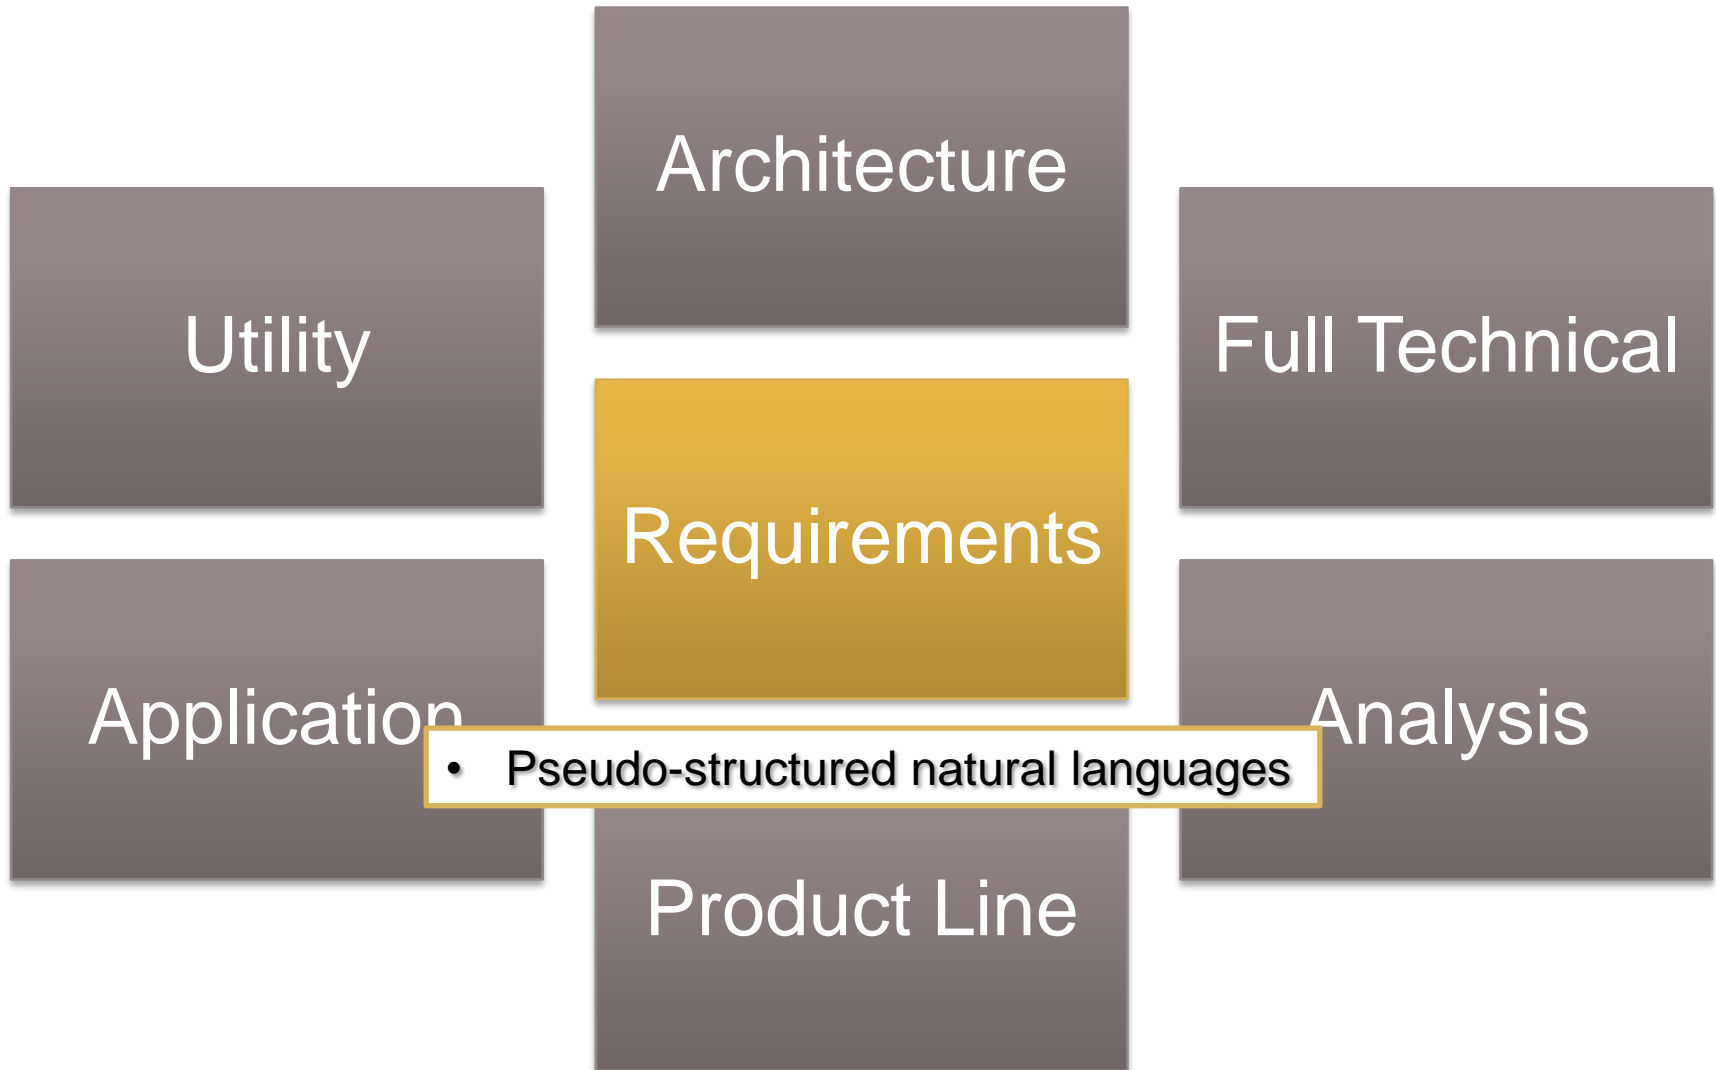 Architecture
Utility
Full Technical
Requirements
Application
Analysis
• Pseudo-structured natural languages
Product Line